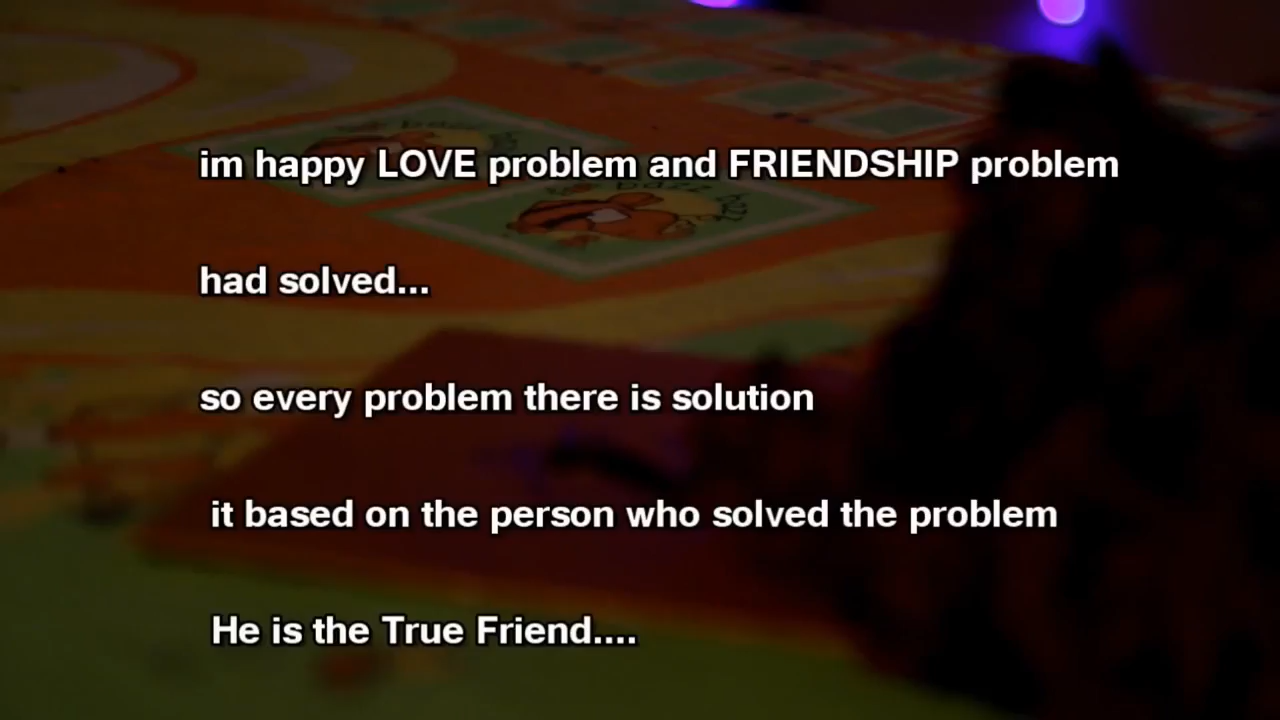 im happy LOVE problem and FRIENDSHIP problem
had solved...
so every problem there is solution
it based on the person who solved the problem
He is the True Friend....